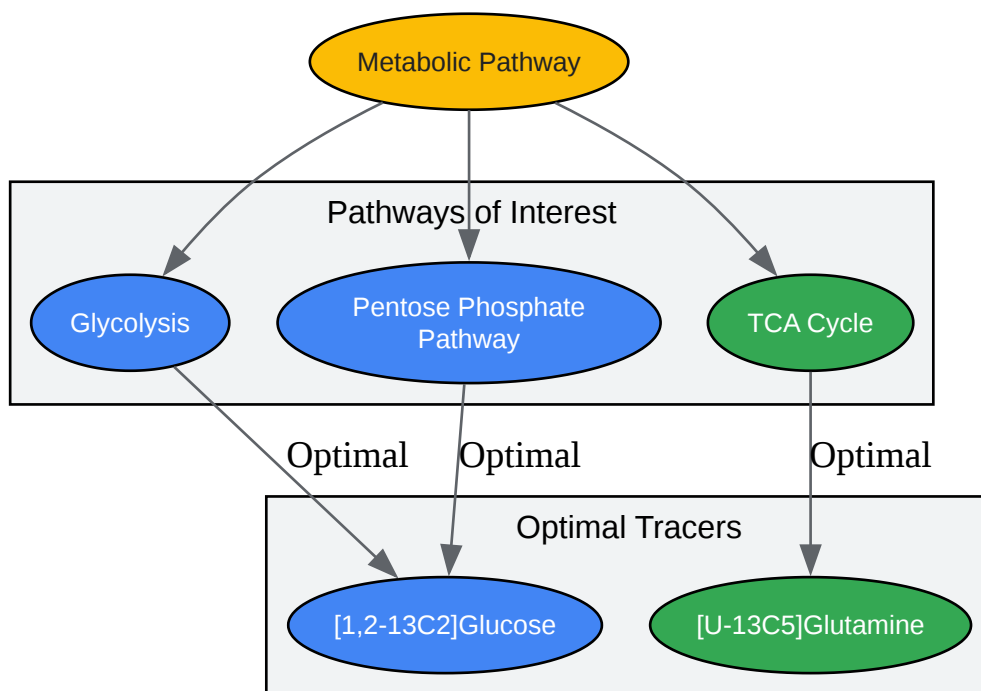 Metabolic Pathway
Pathways of Interest
Glycolysis
Pentose Phosphate
Pathway
TCA Cycle
Optimal
Optimal
Optimal
Optimal Tracers
[1,2-13C2]Glucose
[U-13C5]Glutamine